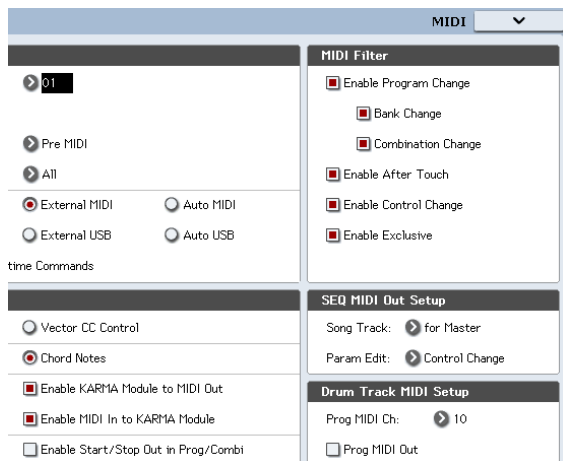 MIDI
MIDI Filter
01
Enable Program Change
Bank Change
Pre MIDI
Combination Change
All
Enable After Touch
External MIDI
Auto MIDI
Enable Control Change
External USB
Auto USB
Enable Exclusive
time Commands
SEQ MIDI Out Setup
Vector CC Control
Song Track: for Master
Chord Notes
Param Edit: Control Change
Enable KARMA Module to MIDI Out
Drum Track MIDI Setup
Enable MIDI In to KARMA Module
Prog MIDI Ch: 10
Enable Start/Stop Out in Prog/Combi
Prog MIDI Out